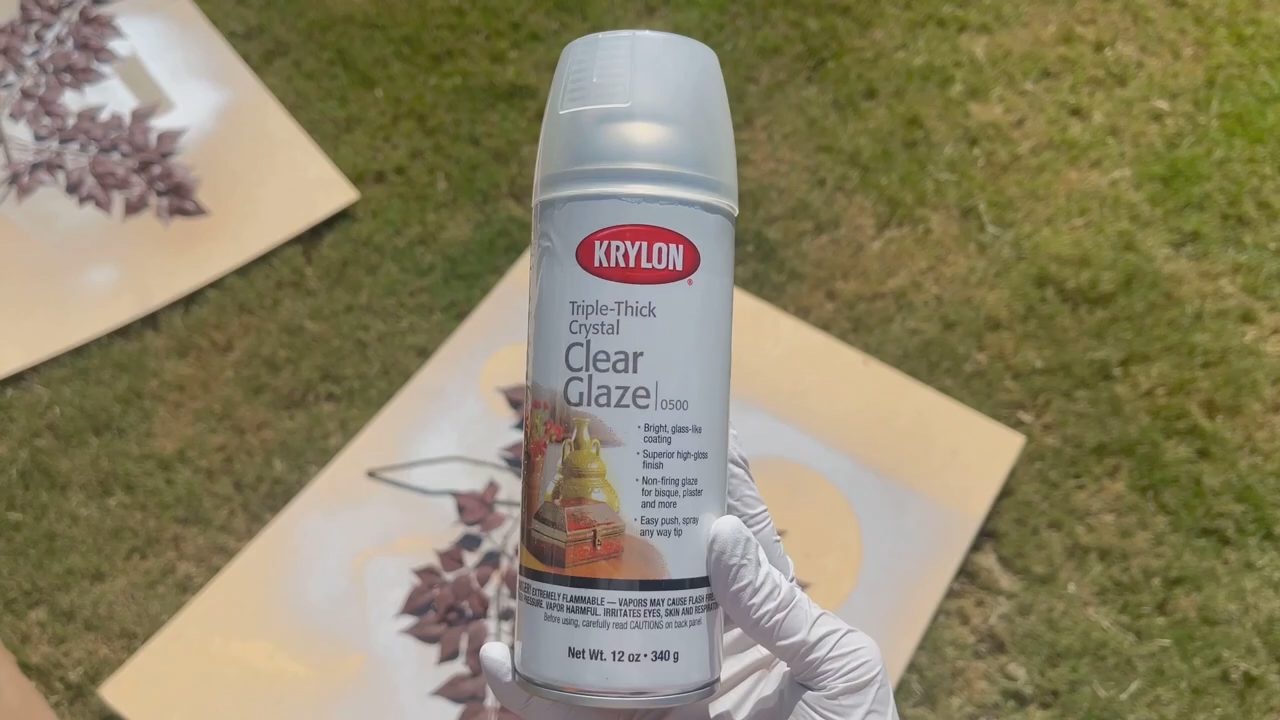 KRYLON
®
Triple-Thick
Crystal
Clear
Glaze|0500
• Bright, glass-like
coating
• Superior high-gloss
finish
• Non-firing glaze
for bisque, plaster
and more
• Easy push, spray
any way tip
EXTREMELY FLAMMABLE — VAPORS MAY CAUSE FLASH
PRESSURE. VAPOR HARMFUL. IRRITATES EYES, SKIN AND
Before using, carefully read CAUTIONS on back panel.
Net Wt. 12 oz • 340 g